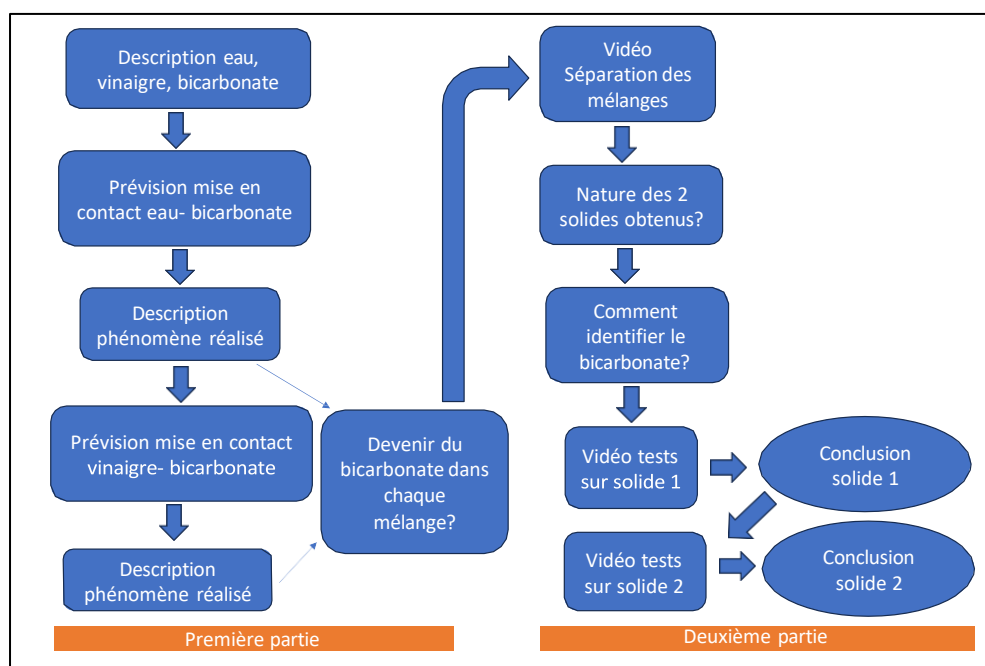 Description eau,
vinaigre, bicarbonate
Prévision mise en
contact eau- bicarbonate
Description
phénomène réalisé
Prévision mise en contact
vinaigre- bicarbonate
Description
phénomène réalisé
Devenir du
bicarbonate dans
chaque
mélange?
Première partie
Vidéo
Séparation des
mélanges
Nature des 2
solides obtenus?
Comment
identifier le
bicarbonate?
Vidéo tests
sur solide 1
Conclusion
solide 1
Vidéo tests
sur solide 2
Conclusion
solide 2
Deuxième partie